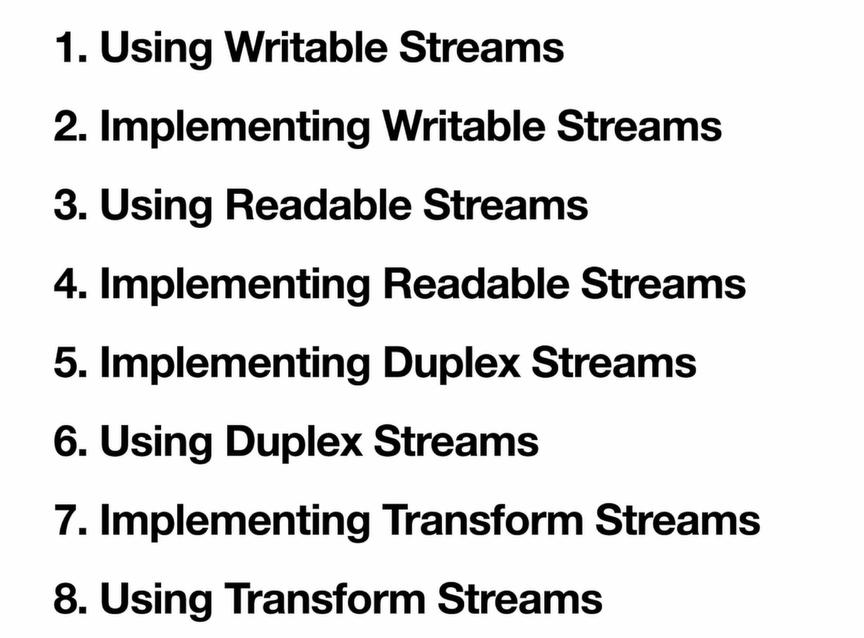 1. Using Writable Streams
2. Implementing Writable Streams
3. Using Readable Streams
4. Implementing Readable Streams
5. Implementing Duplex Streams
6. Using Duplex Streams
7. Implementing Transform Streams
8. Using Transform Streams